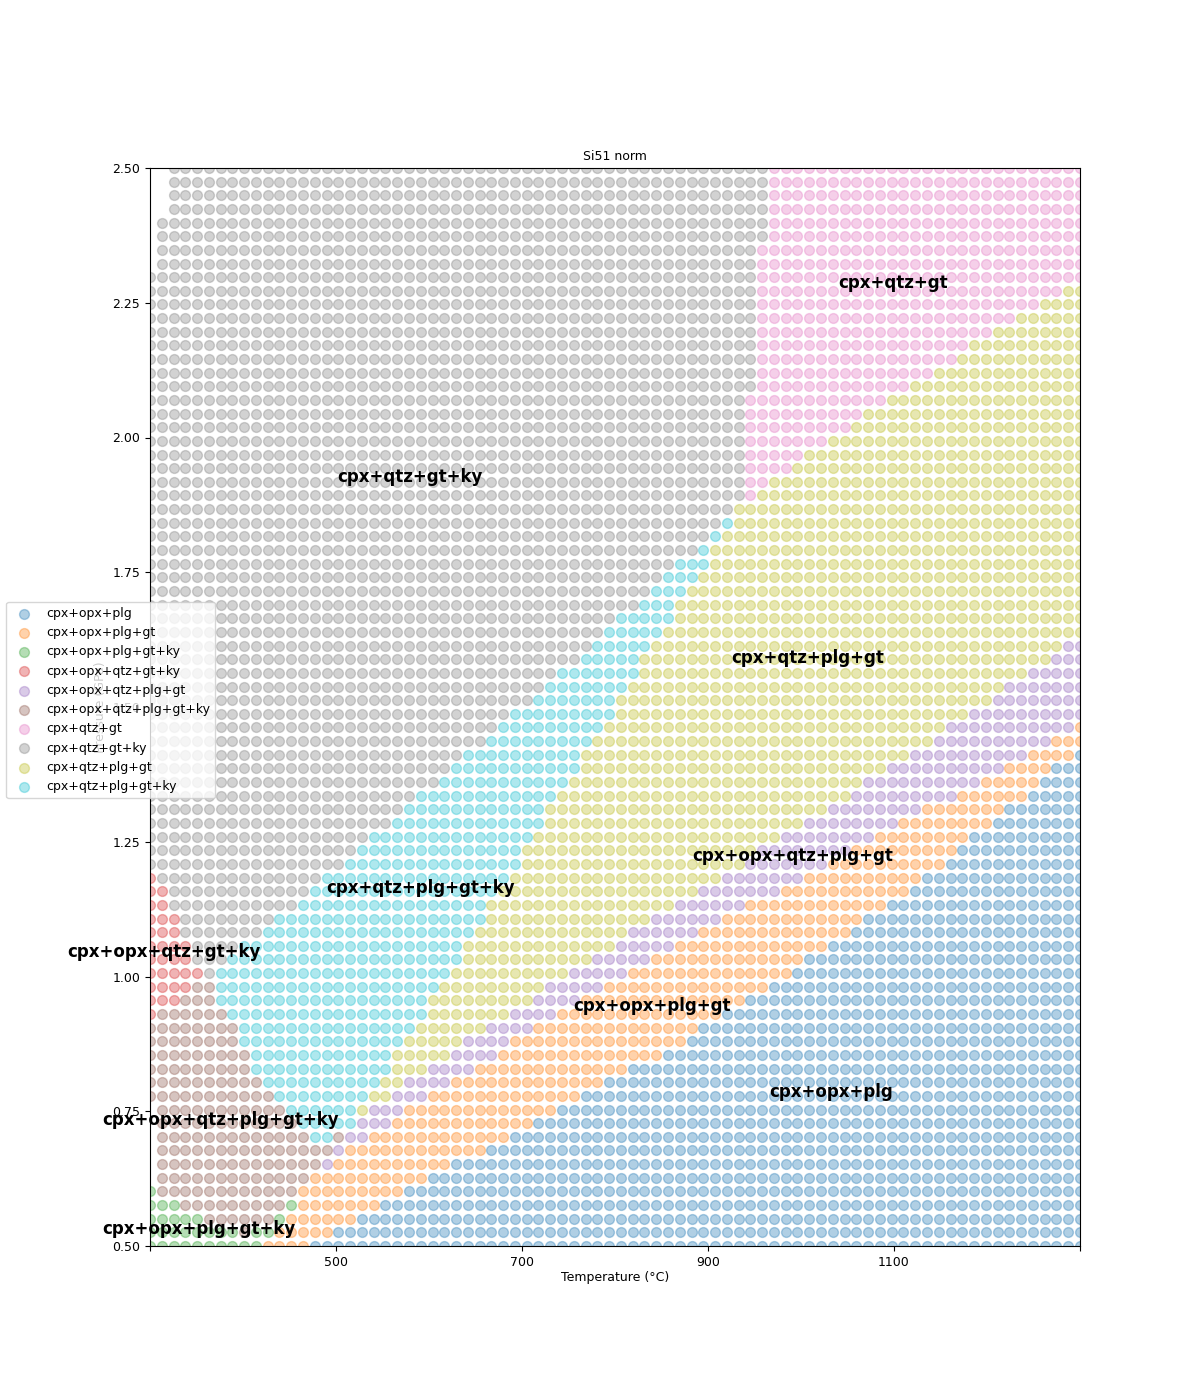 Si51 norm
2.50
2.25
cpx+qtz+gt
2.00
cpx+qtz+gt+ky
1.75
cpx+opx+plg
cpx+opx+plg+gt
cpx+opx+plg+gt+ky
cpx+opx+qtz+gt+ky
cpx+opx+qtz+plg+gt
cpx+opx+qtz+plg+gt+ky
cpx+qtz+gt
cpx+qtz+gt+ky
cpx+qtz+plg+gt
cpx+qtz+plg+gt+ky
cpx+qtz+plg+gt
1.25
cpx+opx+qtz+plg+gt
cpx+qtz+plg+gt+ky
cpx+opx+qtz+gt+ky
1.00
cpx+opx+plg+gt
cpx+opx+plg
0.75
cpx+opx+qtz+plg+gt+ky
cpx+opx+plg+gt+ky
0.50
500 700 900 1100
Temperature (°C)